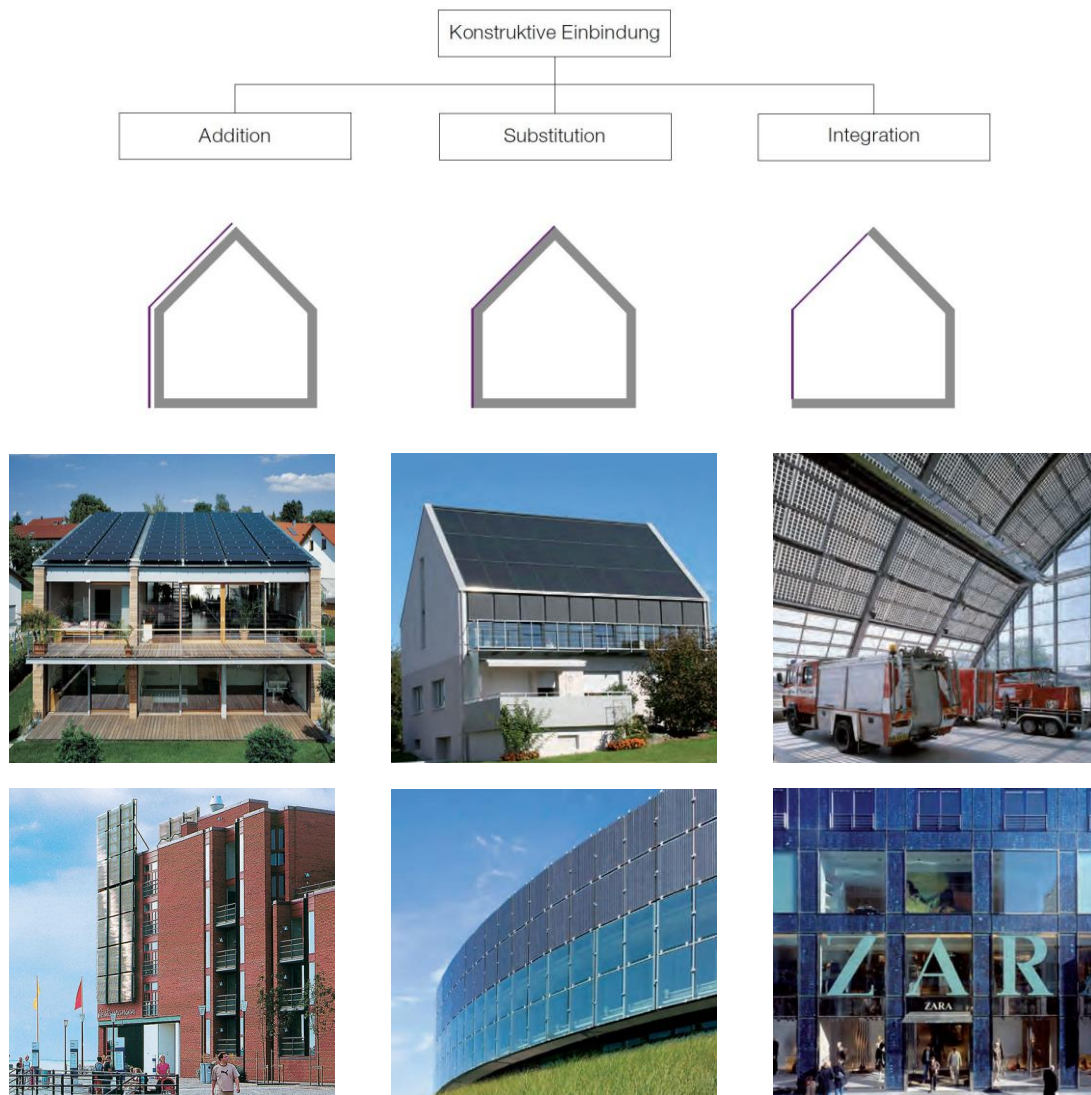 Konstruktive Einbindung
Addition
Substitution
Integration
ZAR
ZARA